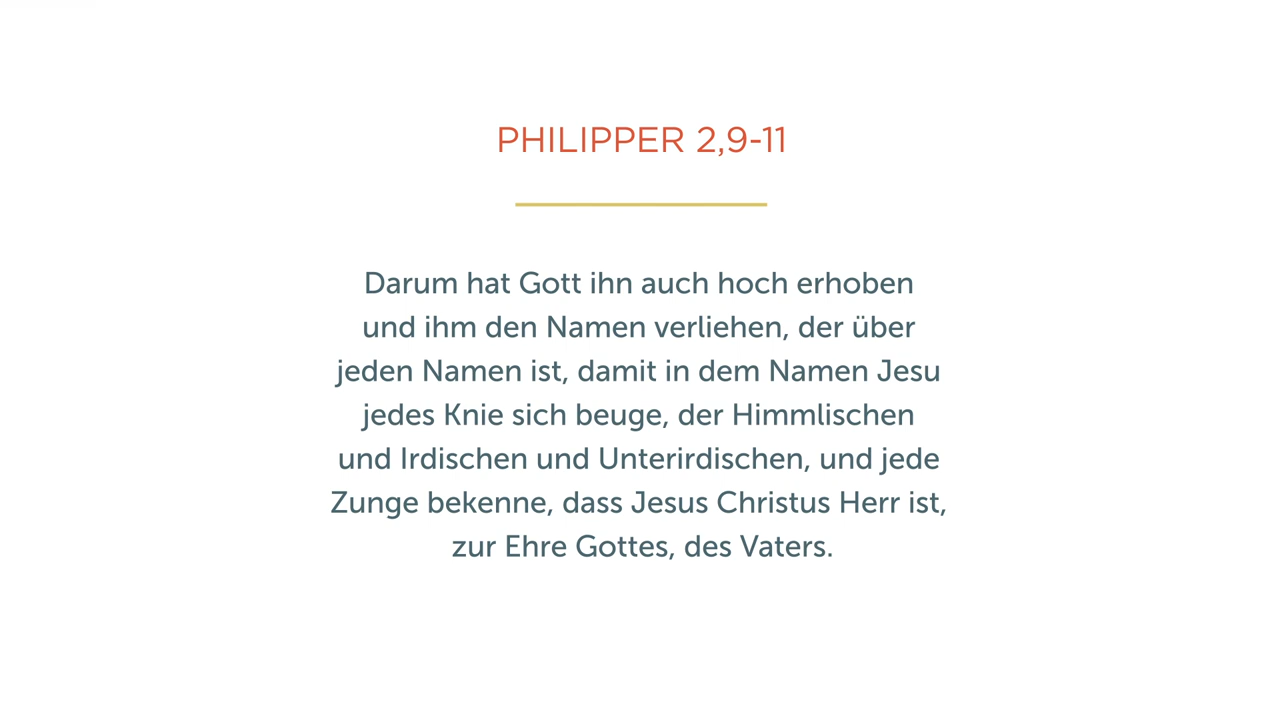 PHILIPPER 2,9-11
Darum hat Gott ihn auch hoch erhoben
und ihm den Namen verliehen, der über
jeden Namen ist, damit in dem Namen Jesu
jedes Knie sich beuge, der Himmlischen
und Irdischen und Unterirdischen, und jede
Zunge bekenne, dass Jesus Christus Herr ist,
zur Ehre Gottes, des Vaters.